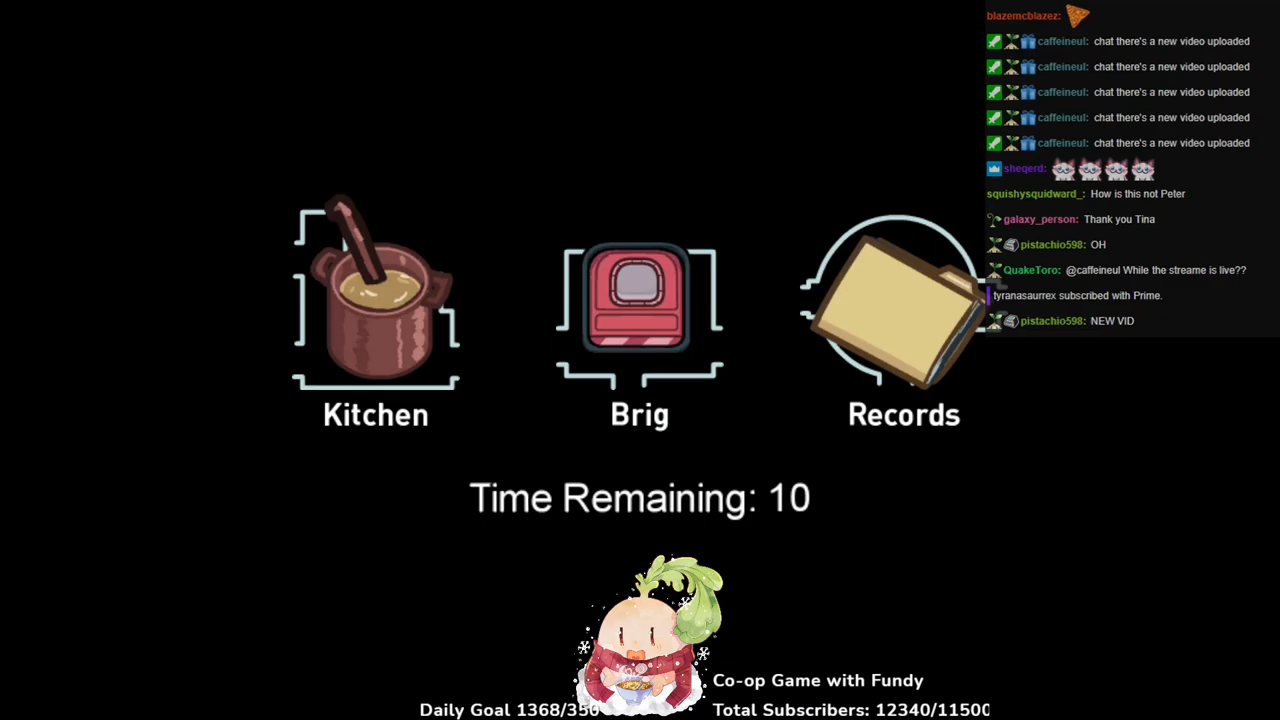 blazemcblazez:
caffeineul: chat there's a new video uploaded
caffeineul: chat there's a new video uploaded
caffeineul: chat there's a new video uploaded
caffeineul: chat there's a new video uploaded
caffeineul: chat there's a new video uploaded
sheqerd:
squishysquidward_: How is this not Peter
galaxy_person: Thank you Tina
pistachio598: OH
QuakeToro: @caffeineul While the streame is live??
tyranasaurrex subscribed with Prime.
pistachio598: NEW VID
Kitchen
Brig
Records
Time Remaining: 10
Co-op Game with Fundy
Daily Goal 1368/350
Total Subscribers: 12340/11500